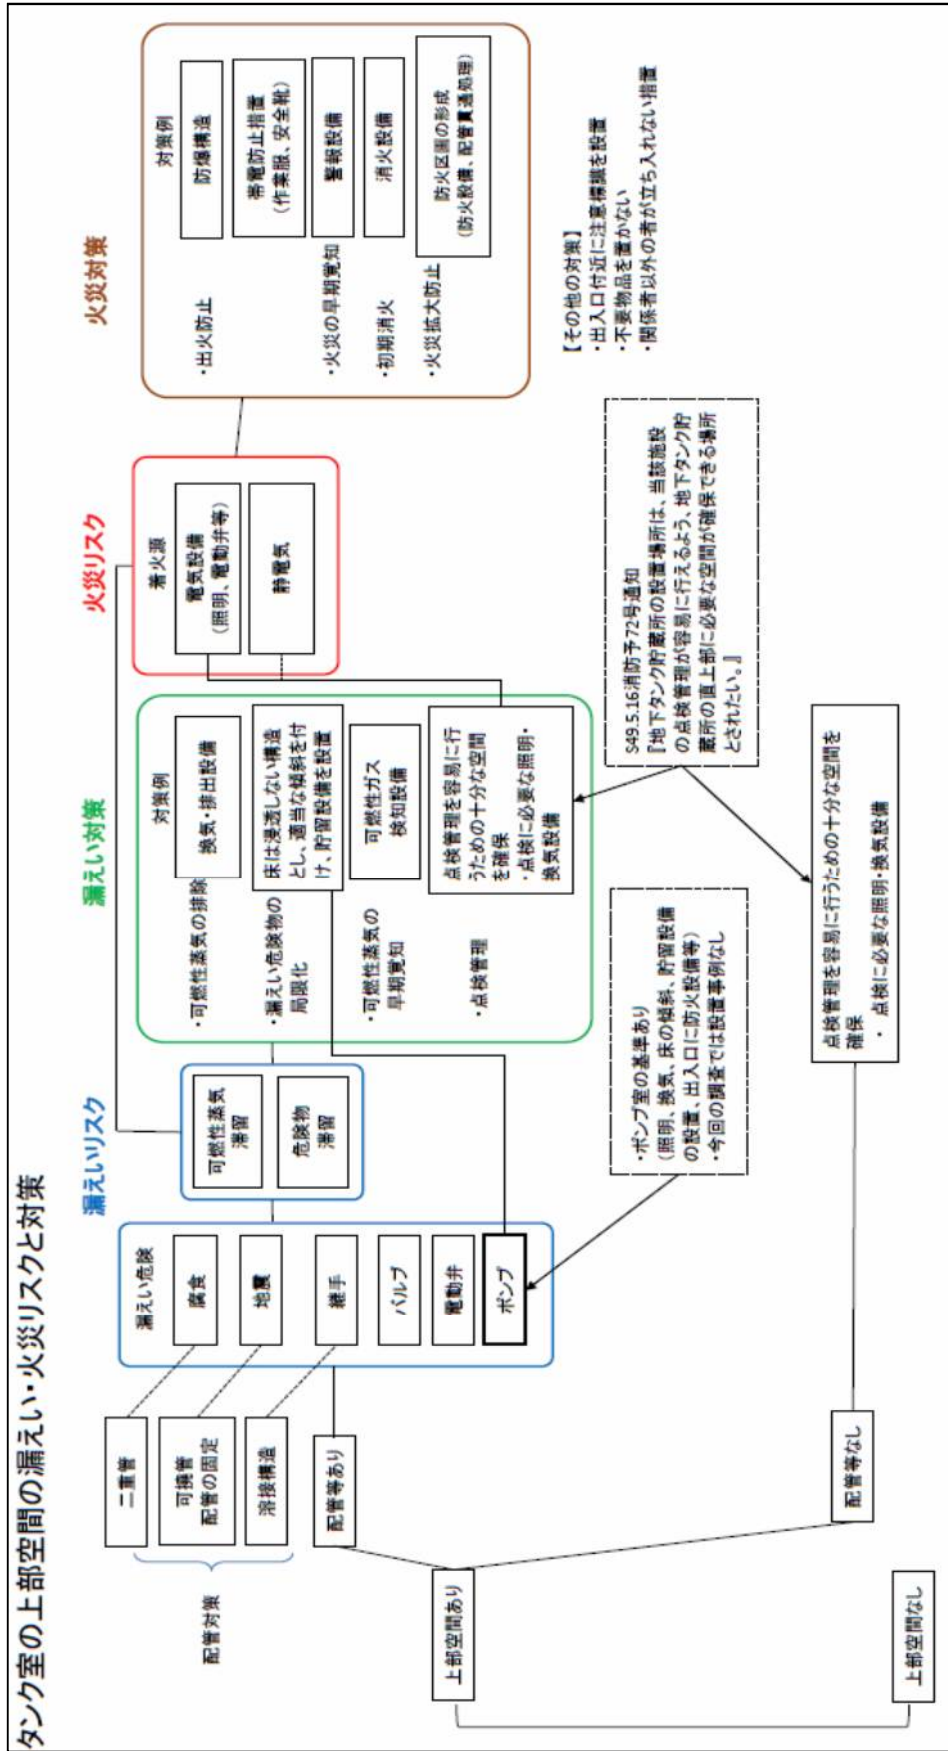 タンク室の上部空間の漏えい・火災リスクと対策
配管対策
二重管
可撓管
配管の固定
溶接構造
配管等あり
上部空間あり
上部空間なし
配管等なし
漏えいリスク
漏えい危険
腐食
地震
継手
バルブ
電動弁
ポンプ
可燃性蒸気
滞留
危険物
滞留
漏えい対策
対策例
・可燃性蒸気の排除
換気・排出設備
・漏えい危険物の
局限化
床は浸透しない構造
とし、適当な傾斜を付
け、貯留設備を設置
・可燃性蒸気の
早期覚知
可燃性ガス
検知設備
・点検管理
点検管理を容易に行
うための十分な空間
を確保
・点検に必要な照明・
換気設備
火災リスク
着火源
電気設備
(照明、電動弁等)
静電気
火災対策
対策例
・出火防止
防爆構造
帯電防止措置
(作業服、安全靴)
・火災の早期覚知
警報設備
・初期消火
消火設備
・火災拡大防止
防火区画の形成
(防火設備、配管貫通処理)
【その他の対策】
・出入口付近に注意標識を設置
・不要物品を置かない
・関係者以外の者が立ち入れない措置
・ポンプ室の基準あり
(照明、換気、床の傾斜、貯留設備
の設置、出入口に防火設備等)
・今回の調査では設置事例なし
S49.5.16消防予72号通知
『地下タンク貯蔵所の設置場所は、当該施設
の点検管理が容易に行えるよう、地下タンク貯
蔵所の直上部に必要な空間が確保できる場所
とされたい。』
点検管理を容易に行うための十分な空間を
確保
・ 点検に必要な照明・換気設備